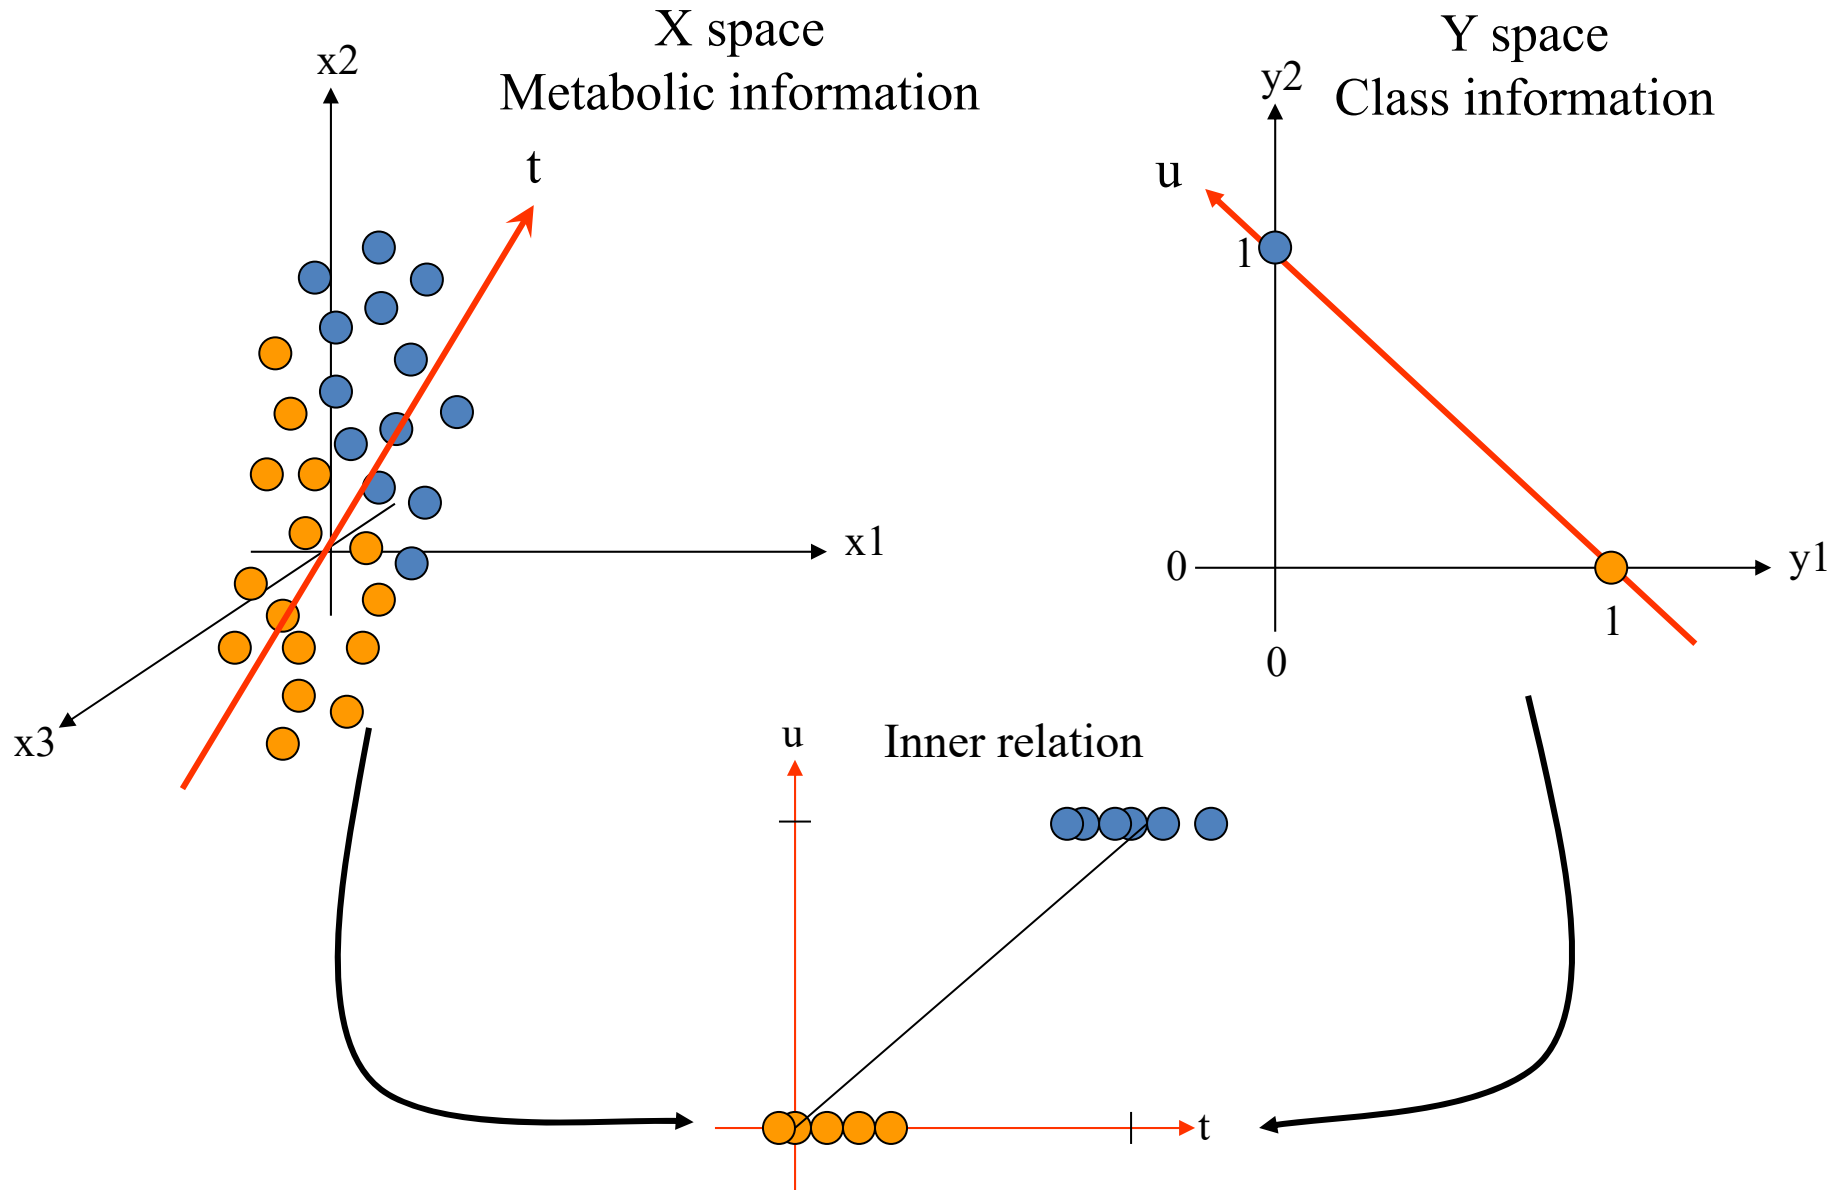 X space
Metabolic information
x2
t
x1
x3
Y space
Class information
y2
u
1
0
y1
1
0
Inner relation
u
t